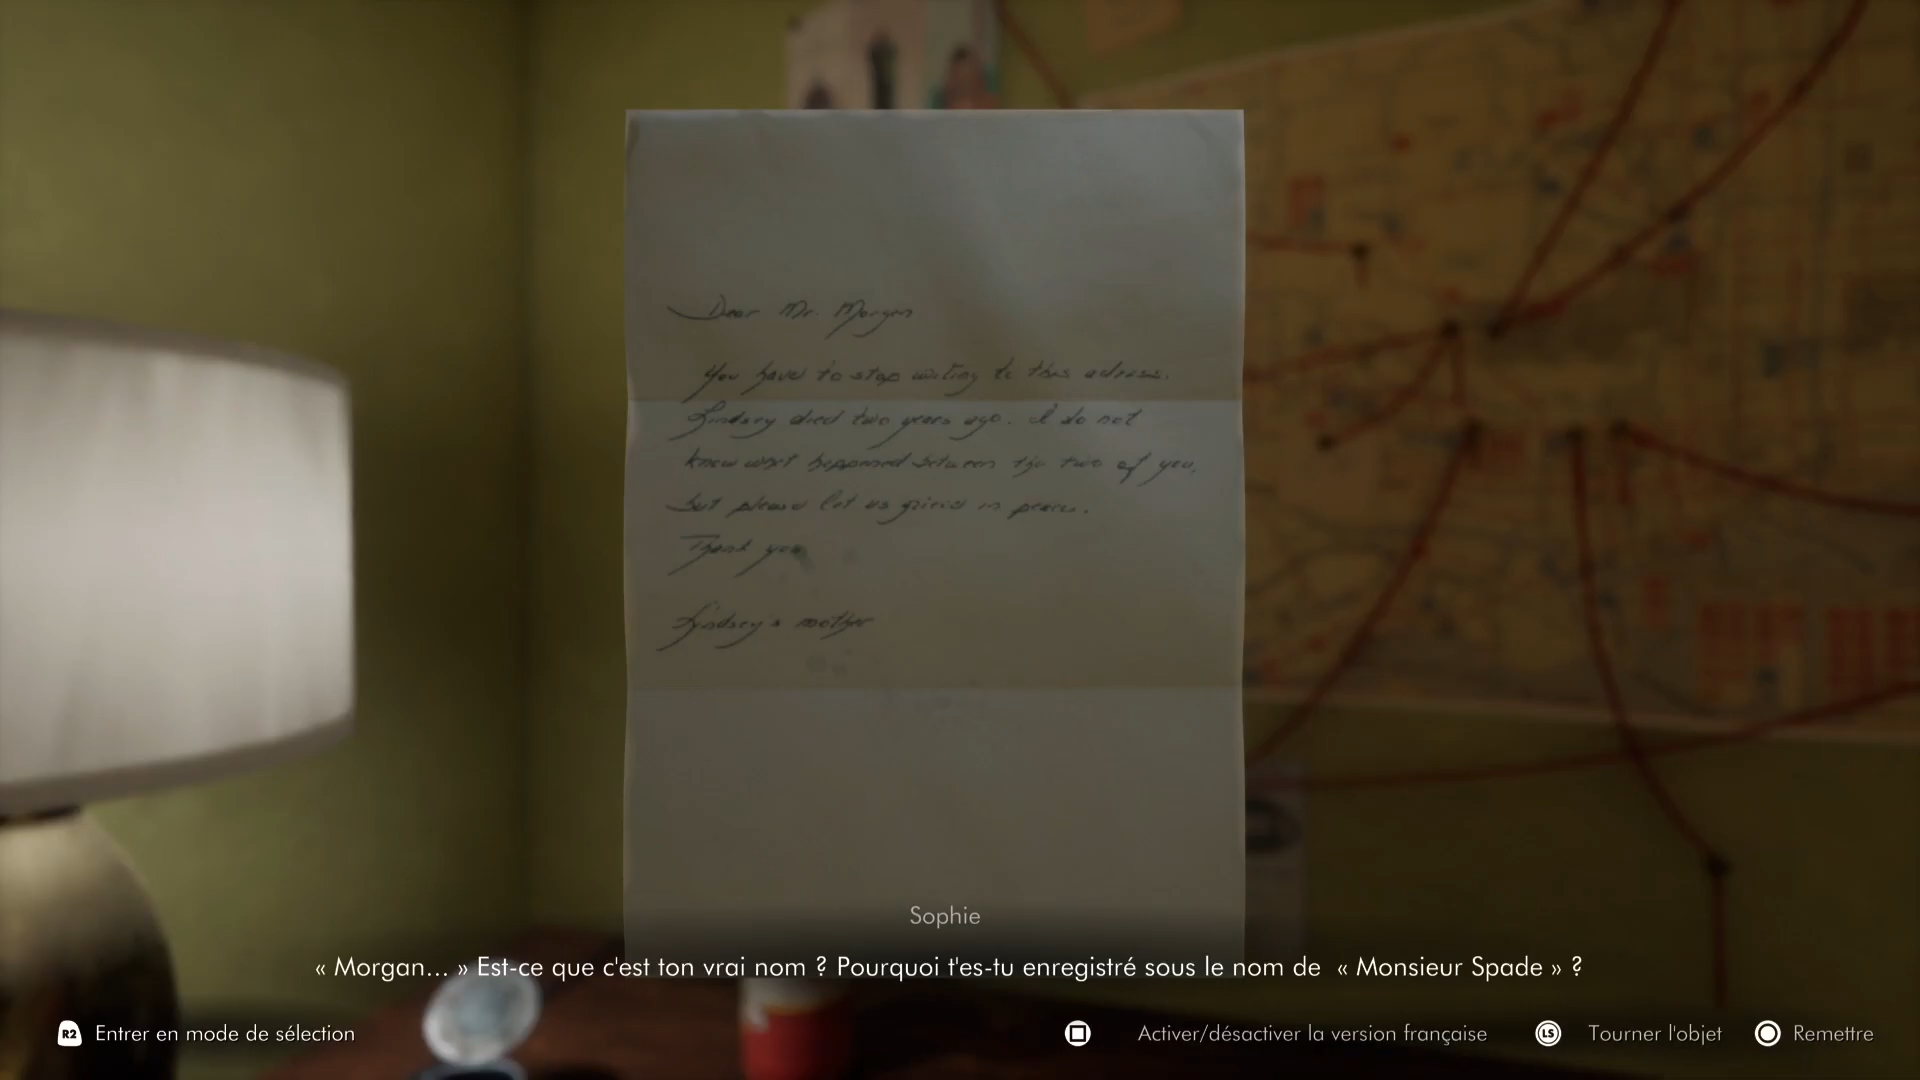 Dear Mr. Morgan
You have to stop writing to this address.
Lindsey died two years ago. I do not
know what happened between the two of you,
but please let us grieve in peace.
Thank you
Lindsey's mother
Sophie
« Morgan... » Est-ce que c'est ton vrai nom ? Pourquoi t'es-tu enregistré sous le nom de « Monsieur Spade » ?
R2 Entrer en mode de sélection
Activer/désactiver la version française
LS Tourner l'objet
Remettre